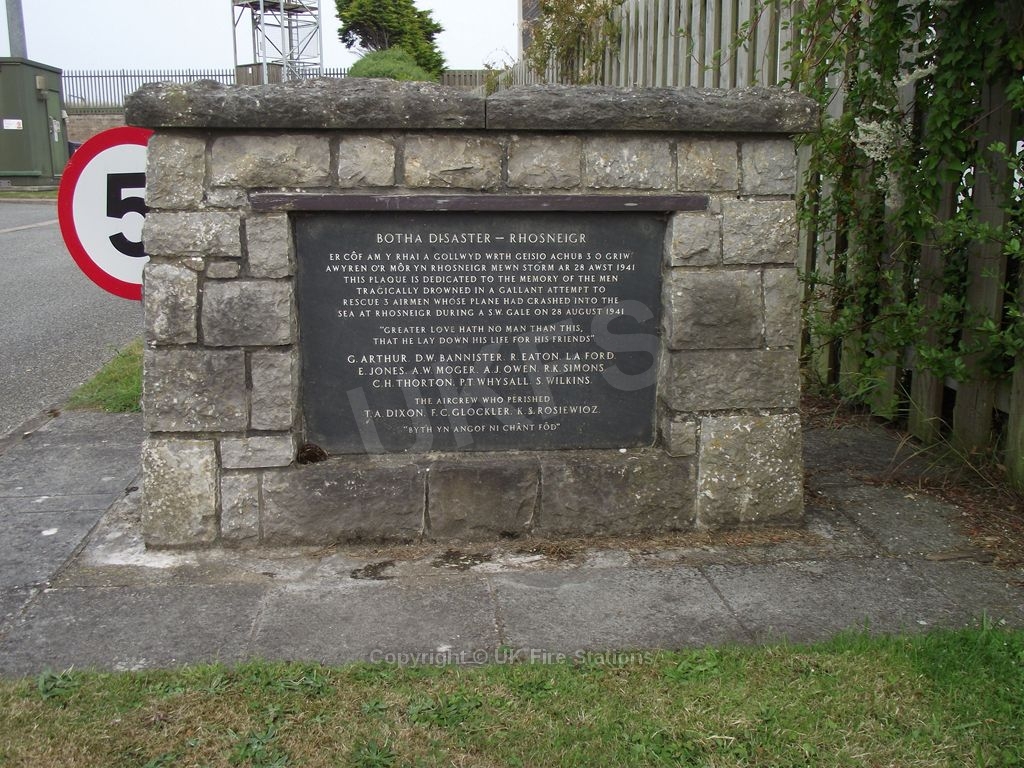 BOTHA DISASTER – RHOSNEIGR
ER CÔF AM Y RHAI A GOLLWYD WRTH GEISIO ACHUB 3 O GRIW
AWYREN O'R MÔR YN RHOSNEIGR MEWN STORM AR 28 AWST 1941
THIS PLAQUE IS DEDICATED TO THE MEMORY OF THE MEN
TRAGICALLY DROWNED IN A GALLANT ATTEMPT TO
RESCUE 3 AIRMEN WHOSE PLANE HAD CRASHED INTO THE
SEA AT RHOSNEIGR DURING A S.W. GALE ON 28 AUGUST 1941
"GREATER LOVE HATH NO MAN THAN THIS,
THAT HE LAY DOWN HIS LIFE FOR HIS FRIENDS"
G. ARTHUR. D.W. BANNISTER. R. EATON. L.A FORD.
E. JONES. A.W. MOGER. A.J. OWEN. R.K. SIMONS.
C.H. THORTON. P.T. WHYSALL. S. WILKINS.
THE AIRCREW WHO PERISHED
T.A. DIXON. F.C. GLOCKLER. K.S. ROSIEWIOZ.
"BYTH YN ANGOF NI CHÂNT FÔD"
5
UKFS
Copyright © UK Fire Stations